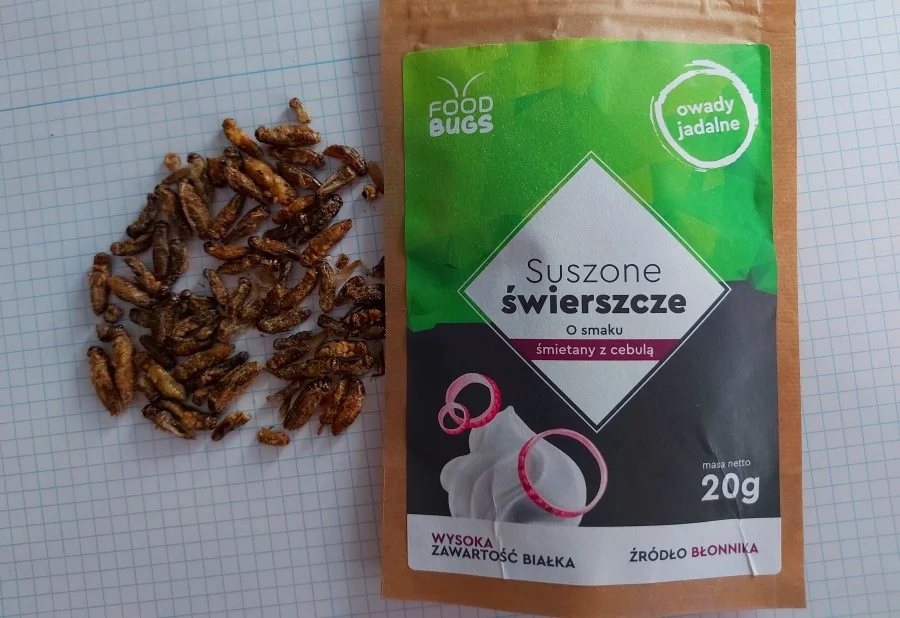 FOOD
BUGS
owady
jadalne
Suszone
świerszcze
O smaku
śmietany z cebulą
masa netto
20g
WYSOKA
ZAWARTOŚĆ BIAŁKA
ŹRÓDŁO BŁONNIKA